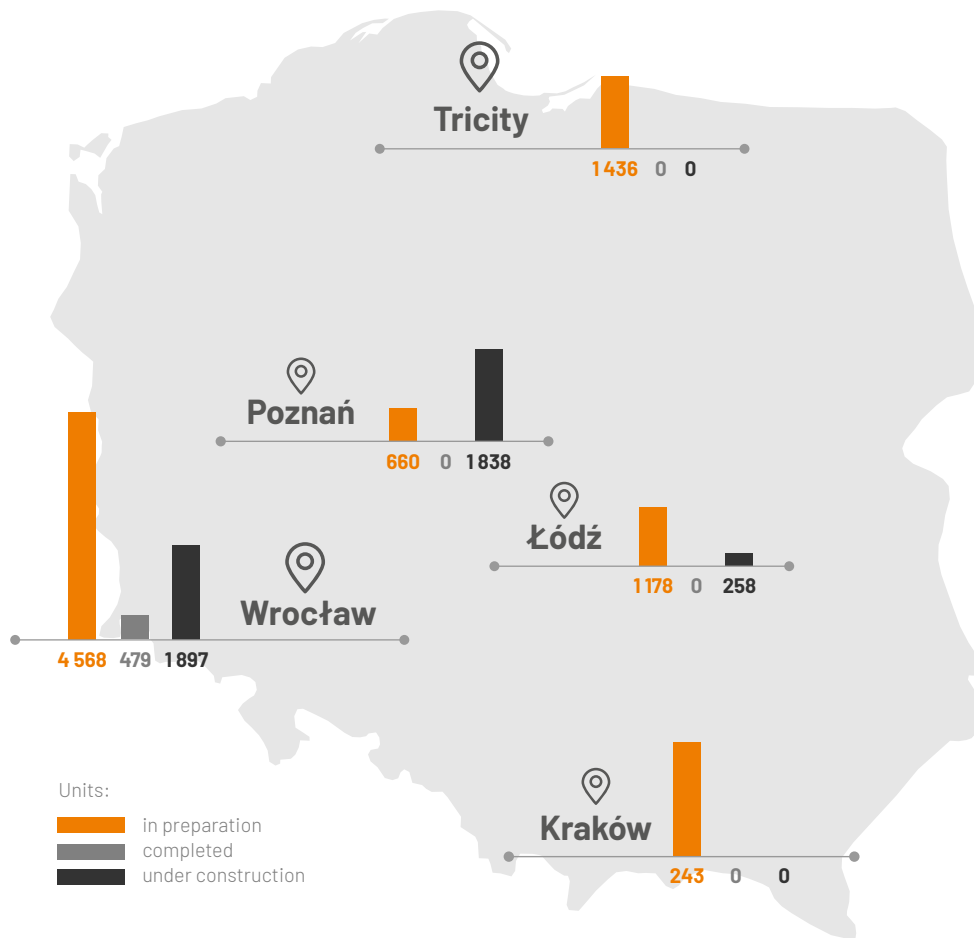 Tricity
1 436 0 0
Poznań
660 0 1 838
Łódź
1 178 0 258
Wrocław
4 568 479 1 897
Kraków
243 0 0
Units:
in preparation
completed
under construction